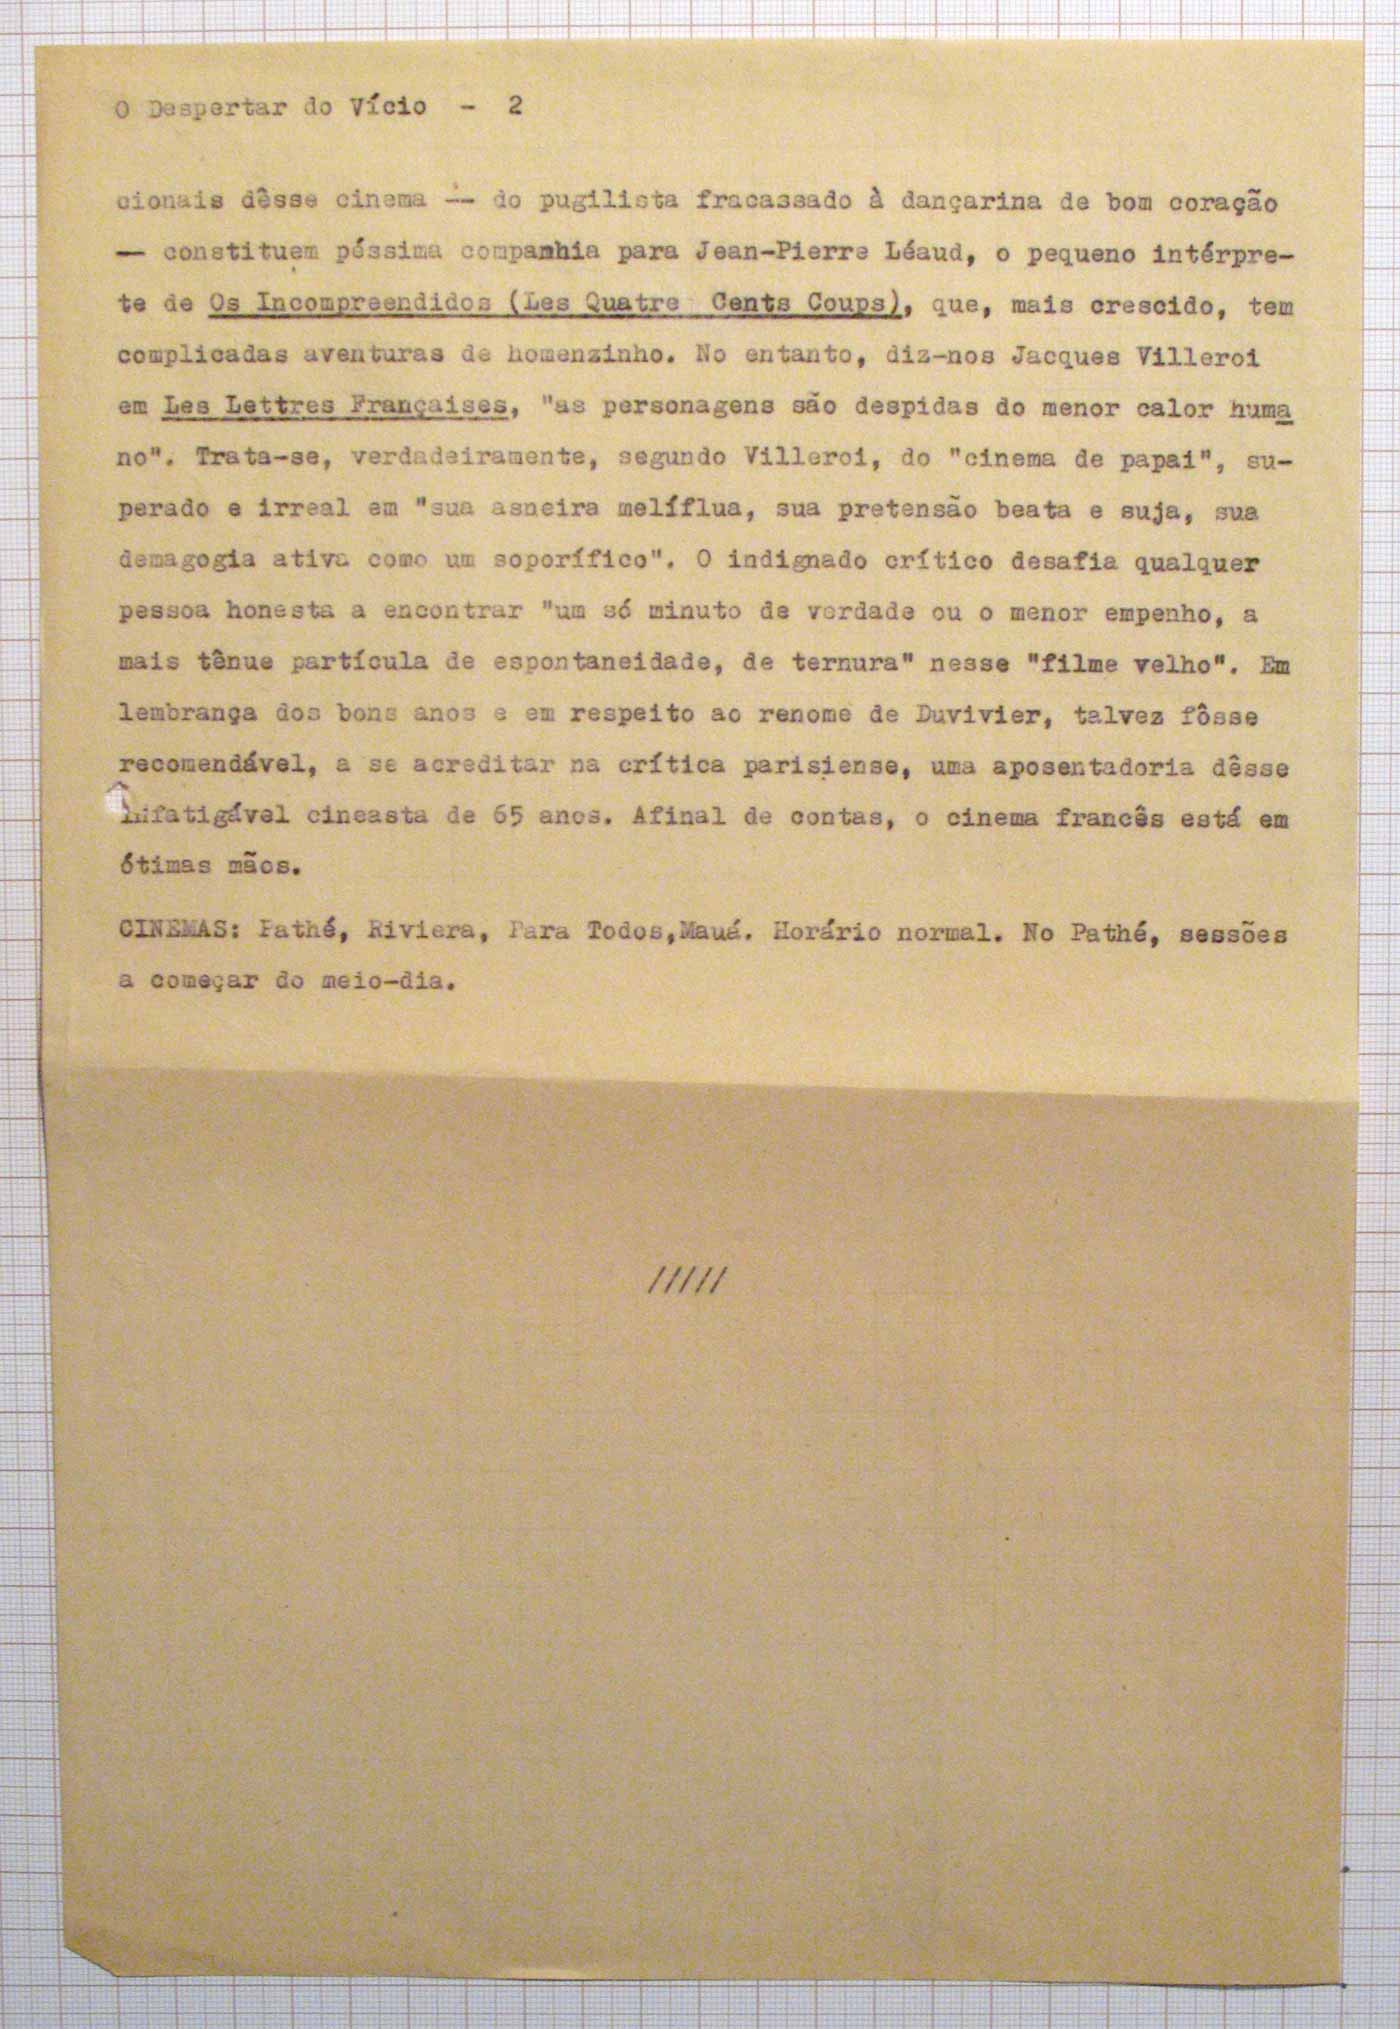 O Despertar do Vício - 2
cionais dêsse cinema — do pugilista fracassado à dançarina de bom coração
— constituem péssima companhia para Jean-Pierre Léaud, o pequeno intérpre-
te de Os Incompreendidos (Les Quatre Cents Coups), que, mais crescido, tem
complicadas aventuras de homenzinho. No entanto, diz-nos Jacques Villeroi
em Les Lettres Françaises, "as personagens são despidas do menor calor huma
no". Trata-se, verdadeiramente, segundo Villeroi, do "cinema de papai", su-
perado e irreal em "sua asneira melíflua, sua pretensão beata e suja, sua
demagogia ativa como um soporífico". O indignado crítico desafia qualquer
pessoa honesta a encontrar "um só minuto de verdade ou o menor empenho, a
mais tênue partícula de espontaneidade, de ternura" nesse "filme velho". Em
lembrança dos bons anos e em respeito ao renome de Duvivier, talvez fôsse
recomendável, a se acreditar na crítica parisiense, uma aposentadoria dêsse
infatigável cineasta de 65 anos. Afinal de contas, o cinema francês está em
ótimas mãos.
CINEMAS: Pathé, Riviera, Para Todos,Mauá. Horário normal. No Pathé, sessões
a começar do meio-dia.
/////